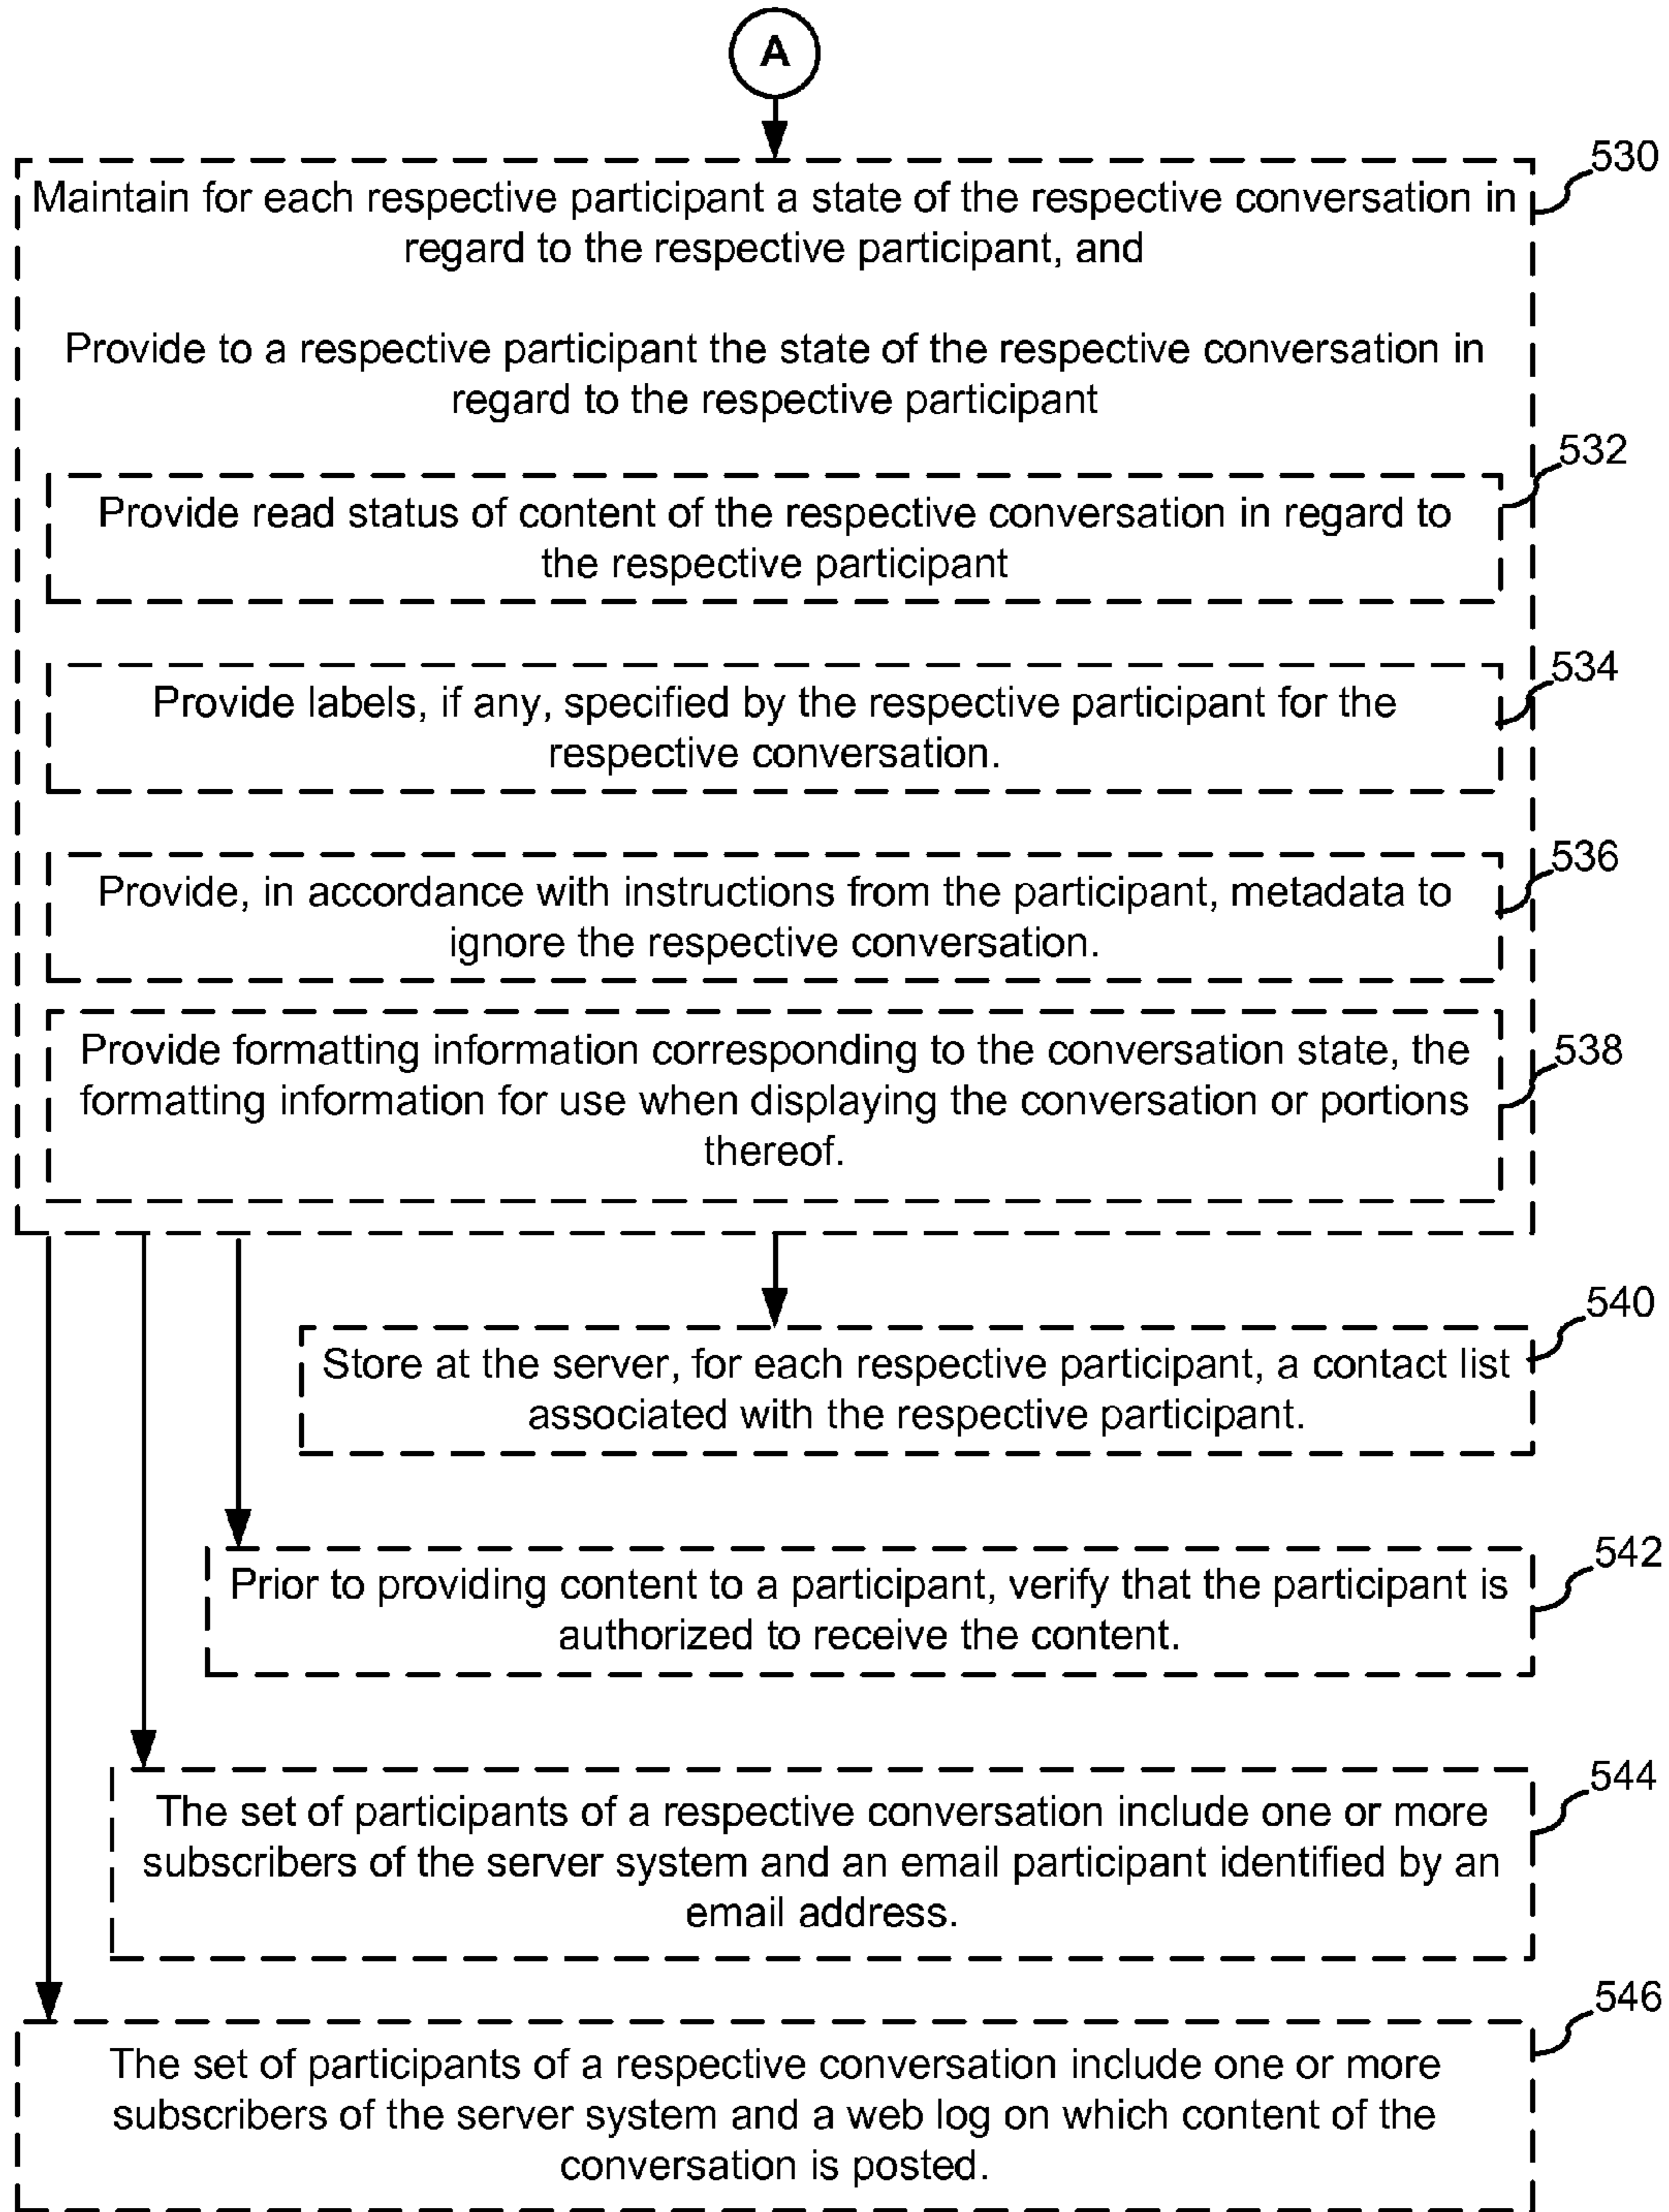 A
530
Maintain for each respective participant a state of the respective conversation in
regard to the respective participant, and
Provide to a respective participant the state of the respective conversation in
regard to the respective participant
532
Provide read status of content of the respective conversation in regard to
the respective participant
534
Provide labels, if any, specified by the respective participant for the
respective conversation.
536
Provide, in accordance with instructions from the participant, metadata to
ignore the respective conversation.
538
Provide formatting information corresponding to the conversation state, the
formatting information for use when displaying the conversation or portions
thereof.
540
Store at the server, for each respective participant, a contact list
associated with the respective participant.
542
Prior to providing content to a participant, verify that the participant is
authorized to receive the content.
544
The set of participants of a respective conversation include one or more
subscribers of the server system and an email participant identified by an
email address.
546
The set of participants of a respective conversation include one or more
subscribers of the server system and a web log on which content of the
conversation is posted.